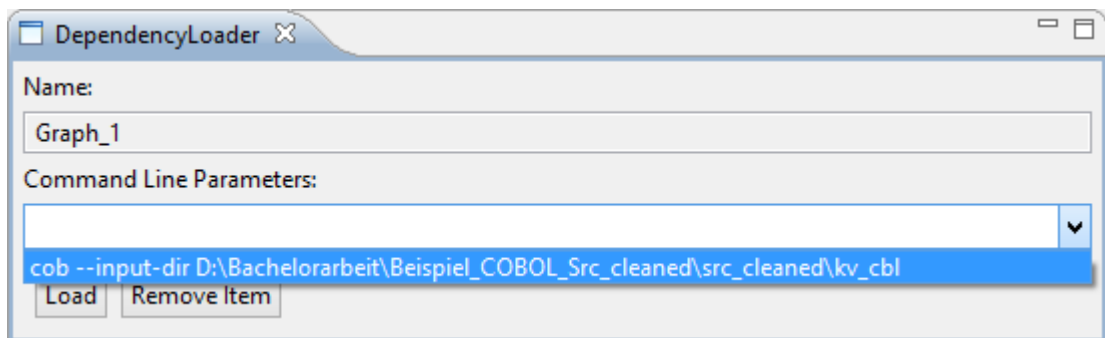 DependencyLoader
Name:
Graph_1
Command Line Parameters:
cob --input-dir D:\Bachelorarbeit\Beispiel_COBOL_Src_cleaned\src_cleaned\kv_cbl
Load Remove Item